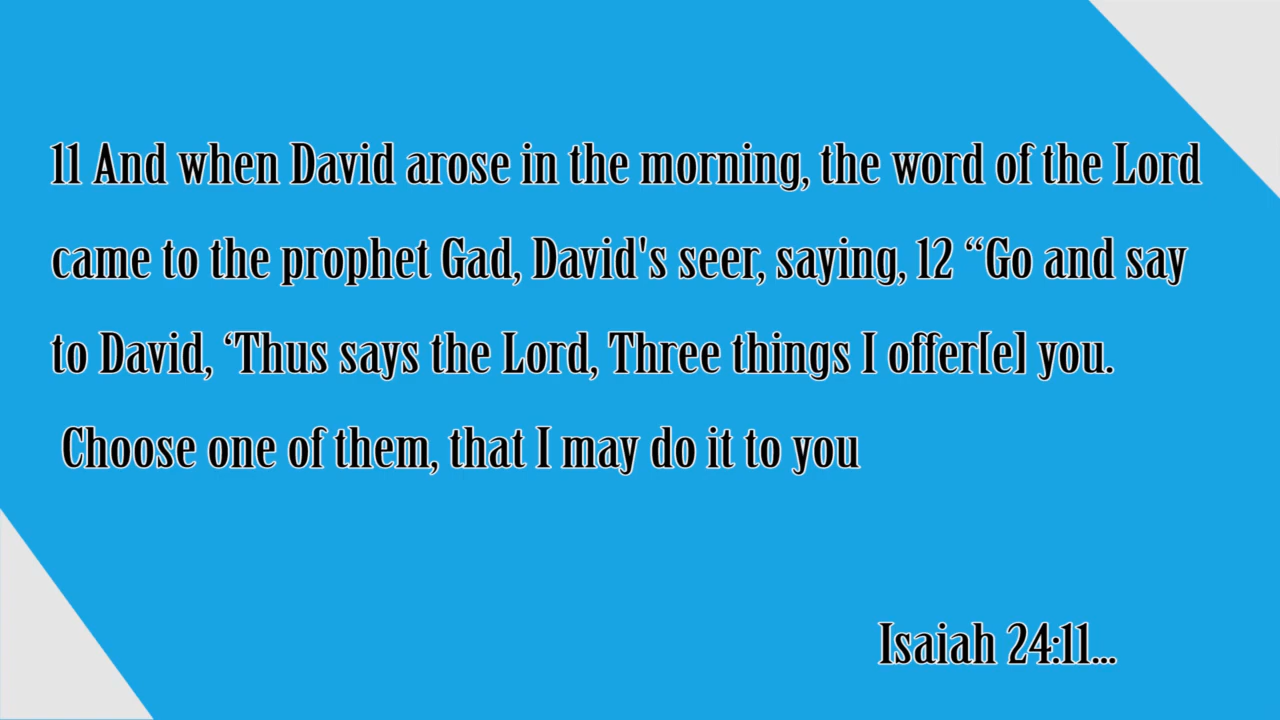 11 And when David arose in the morning, the word of the Lord
came to the prophet Gad, David's seer, saying, 12 “Go and say
to David, ‘Thus says the Lord, Three things I offer[e] you.
Choose one of them, that I may do it to you
Isaiah 24:11...